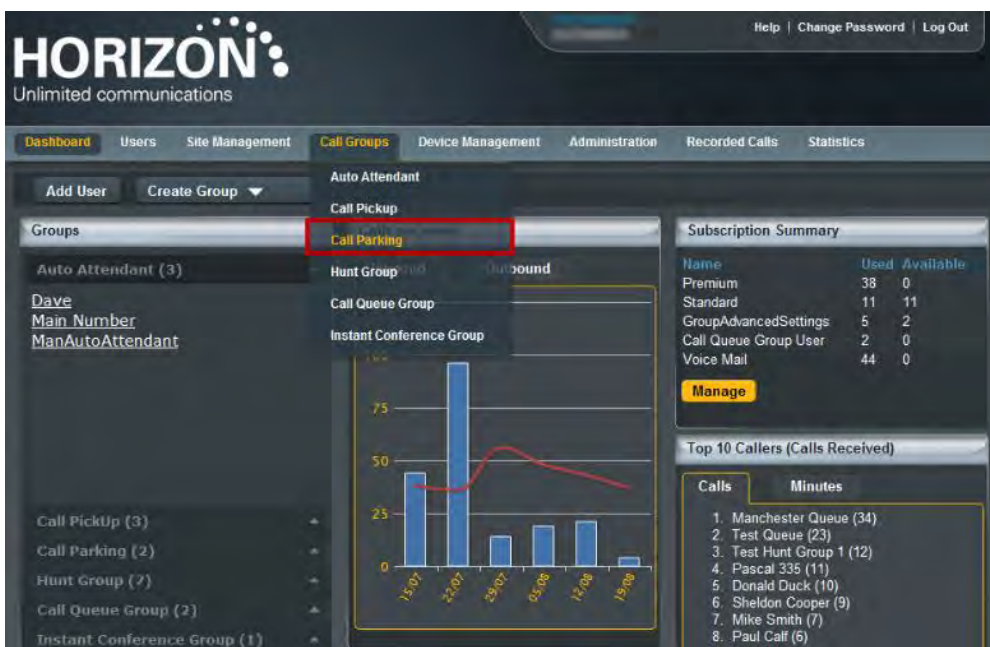 Help | Change Password | Log Out
HORIZON
Unlimited communications
Dashboard Users Site Management Call Groups Device Management Administration Recorded Calls Statistics
Add User Create Group
Auto Attendant
Call Pickup
Call Parking
Hunt Group
Call Queue Group
Instant Conference Group
Groups
Auto Attendant (3)
Dave
Main Number
ManAutoAttendant
Call PickUp (3)
Call Parking (2)
Hunt Group (7)
Call Queue Group (2)
Instant Conference Group (1)
Outbound
75
50
25
0
15/07 22/07 29/07 05/08 12/08 19/08
Subscription Summary
Name Used Available
Premium 38 0
Standard 11 11
GroupAdvancedSettings 5 2
Call Queue Group User 2 0
Voice Mail 44 0
Manage
Top 10 Callers (Calls Received)
Calls Minutes
1. Manchester Queue (34)
2. Test Queue (23)
3. Test Hunt Group 1 (12)
4. Pascal 335 (11)
5. Donald Duck (10)
6. Sheldon Cooper (9)
7. Mike Smith (7)
8. Paul Calf (6)